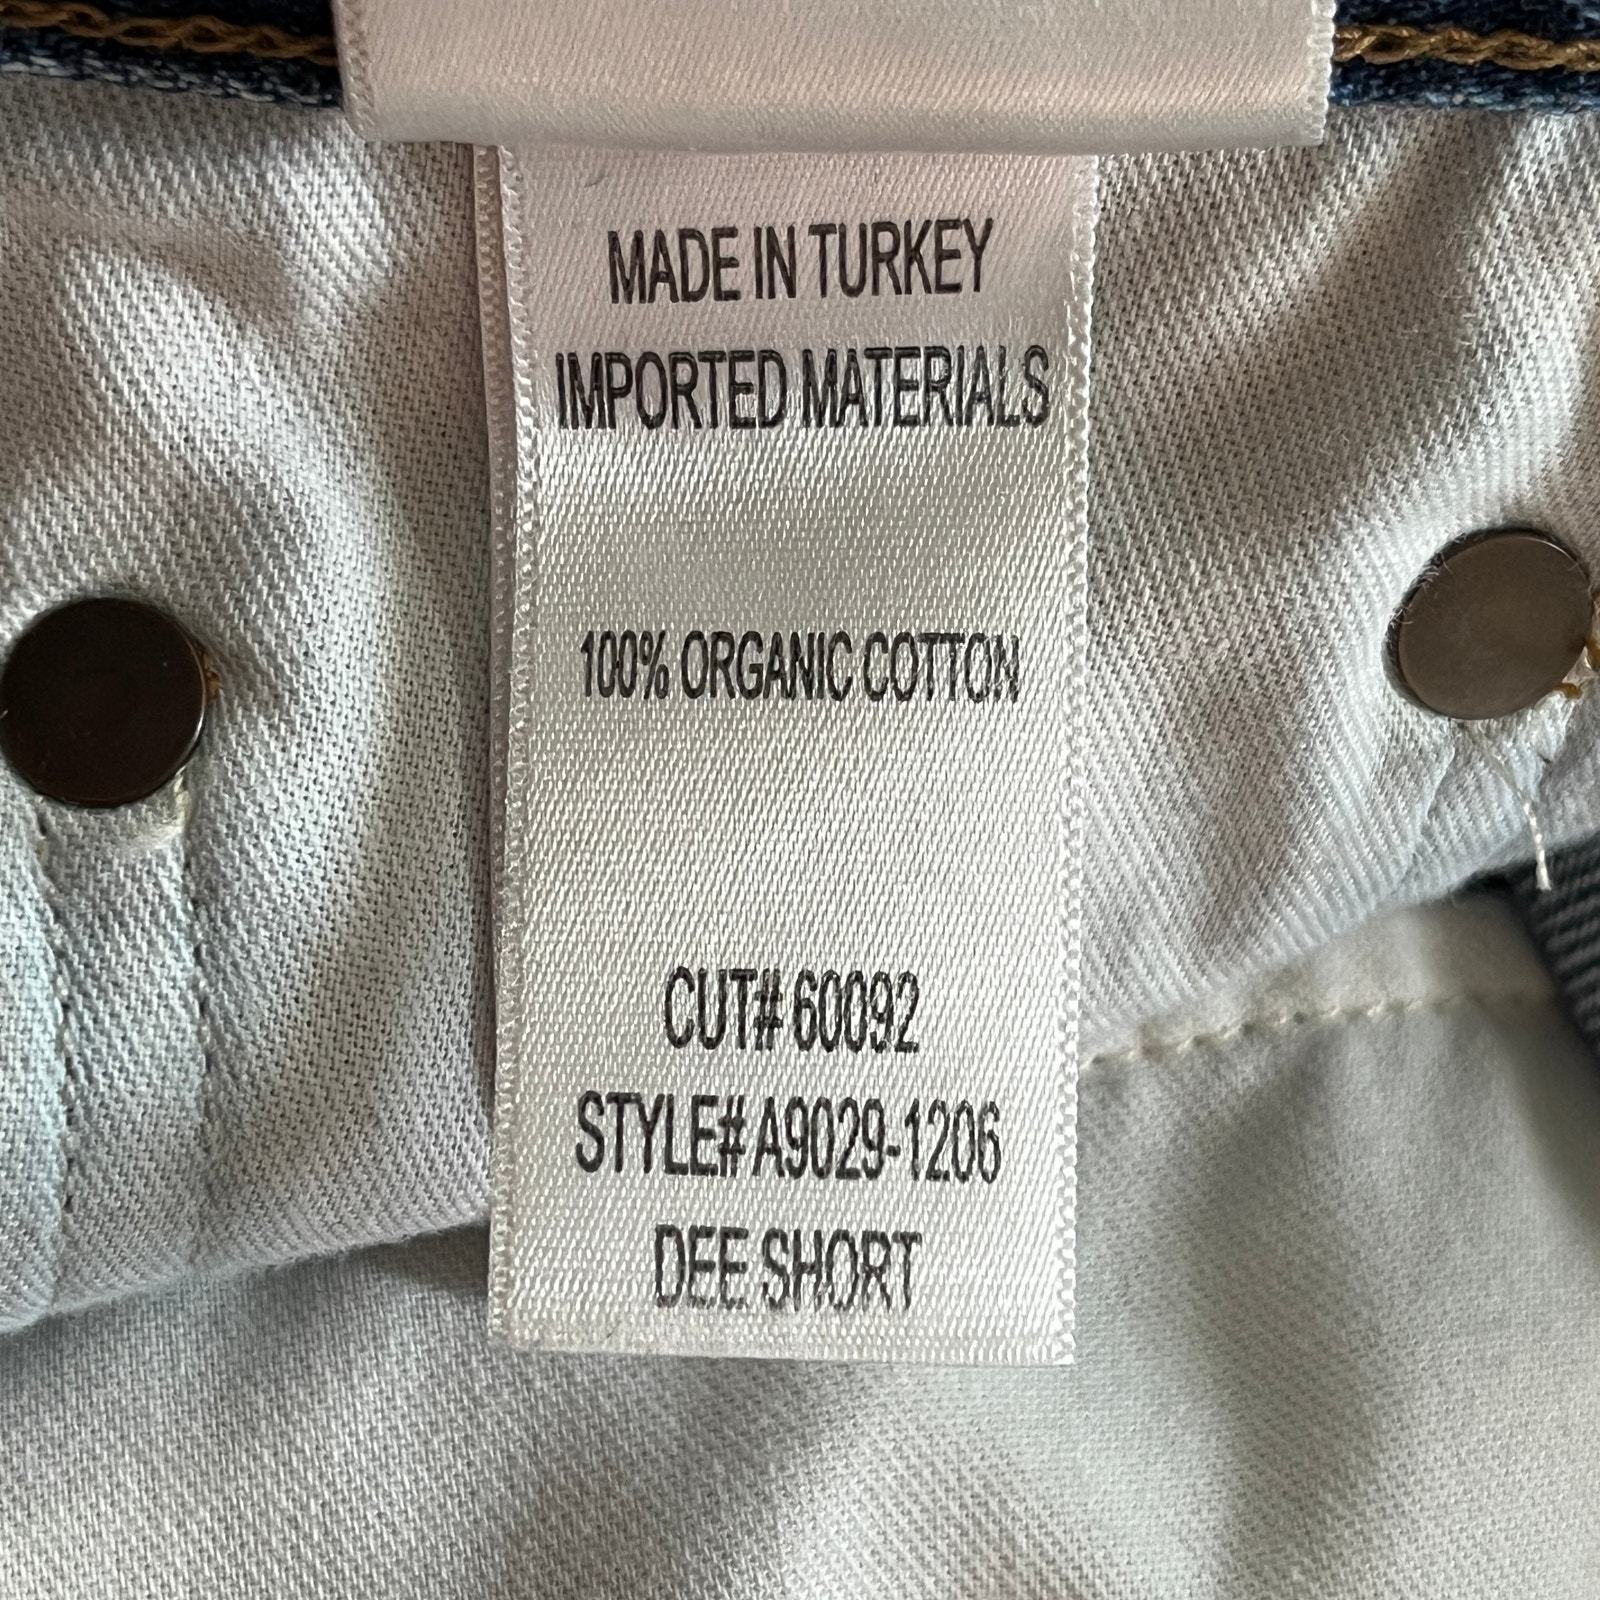 MADE IN TURKEY
IMPORTED MATERIALS
100% ORGANIC COTTON
CUT# 60092
STYLE# A9029-1206
DEE SHORT